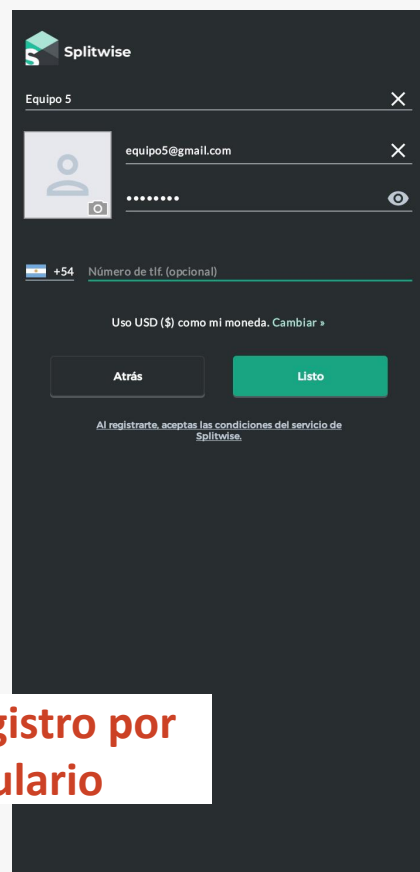 Splitwise
Equipo 5
equipo5@gmail.com
••••••••
+54 Número de tlf. (opcional)
Uso USD ($) como mi moneda. Cambiar »
Atrás Listo
Al registrarte, aceptas las condiciones del servicio de
Splitwise.
gistro por
ulario